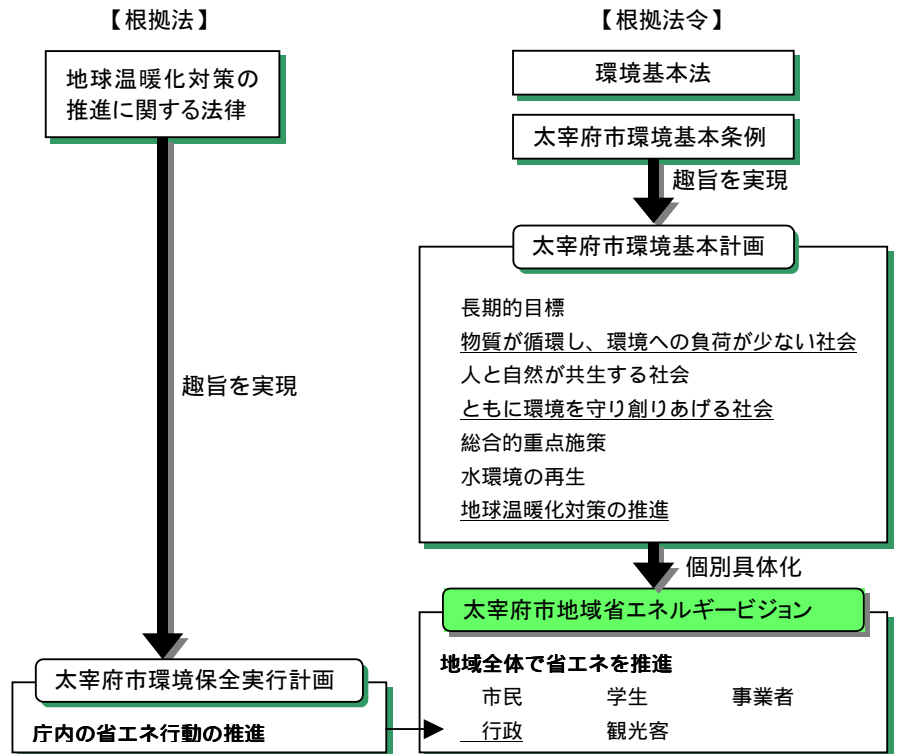 【根拠法】
地球温暖化対策の
推進に関する法律
趣旨を実現
太宰府市環境保全実行計画
庁内の省エネ行動の推進
【根拠法令】
環境基本法
太宰府市環境基本条例
趣旨を実現
太宰府市環境基本計画
長期的目標
物質が循環し、環境への負荷が少ない社会
人と自然が共生する社会
ともに環境を守り創りあげる社会
総合的重点施策
水環境の再生
地球温暖化対策の推進
個別具体化
太宰府市地域省エネルギービジョン
地域全体で省エネを推進
市民 学生 事業者
行政 観光客